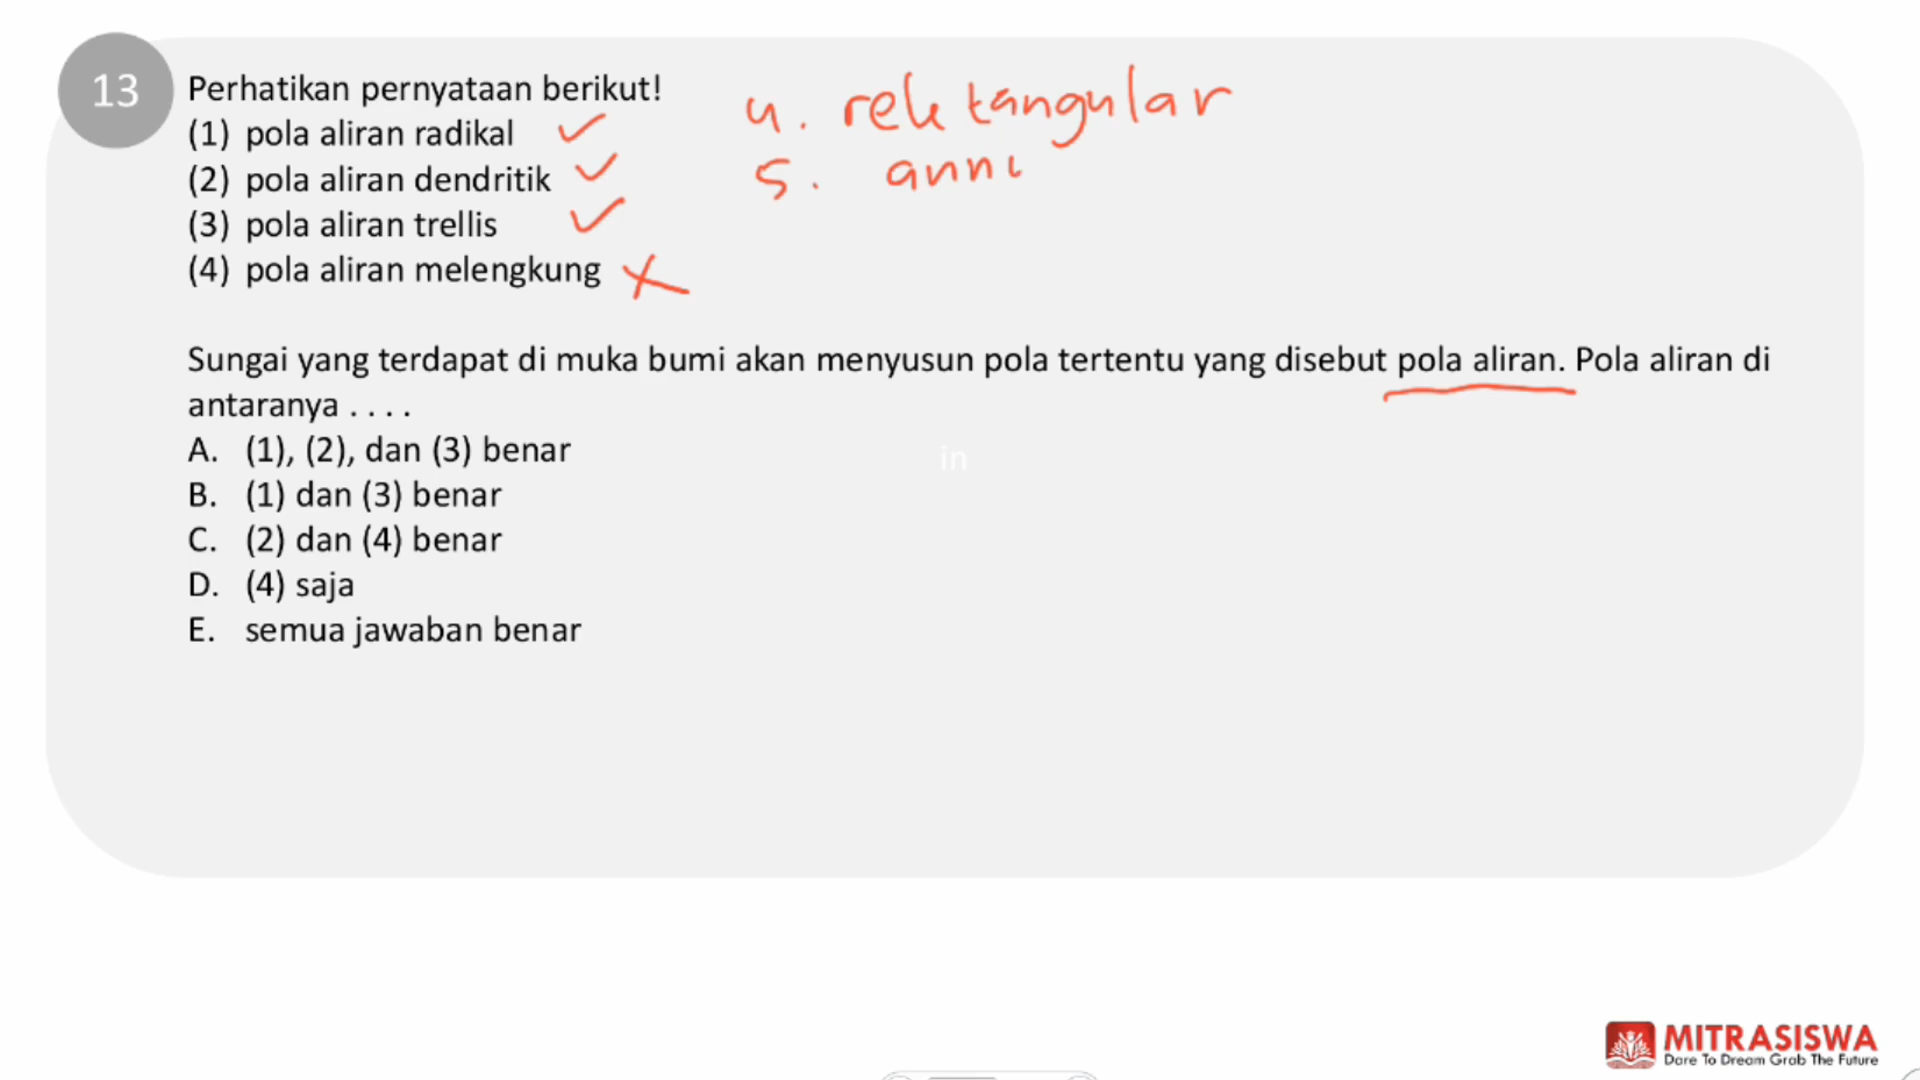 13
Perhatikan pernyataan berikut!
(1) pola aliran radikal
(2) pola aliran dendritik
(3) pola aliran trellis
(4) pola aliran melengkung
4. rektangular
5. annu
Sungai yang terdapat di muka bumi akan menyusun pola tertentu yang disebut pola aliran. Pola aliran di
antaranya . . . .
A. (1), (2), dan (3) benar
B. (1) dan (3) benar
C. (2) dan (4) benar
D. (4) saja
E. semua jawaban benar
in
MITRASISWA
Dare To Dream Grab The Future